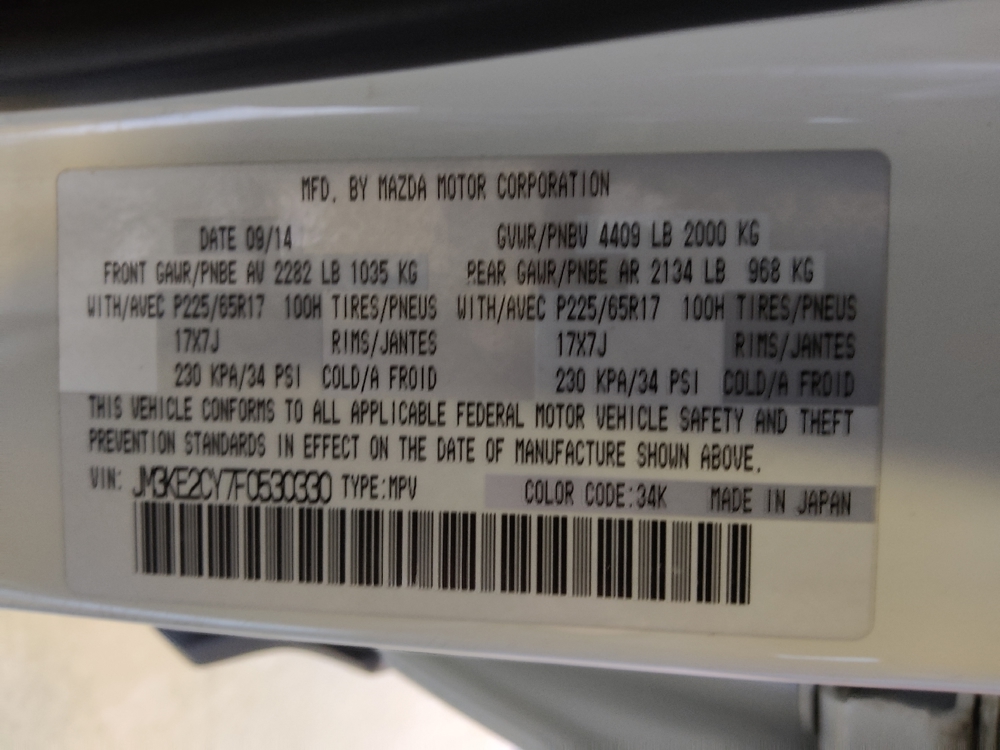 MFD. BY MAZDA MOTOR CORPORATION
DATE 09/14 GVWR/PNBV 4409 LB 2000 KG
FRONT GAWR/PNBE AV 2282 LB 1035 KG REAR GAWR/PNBE AR 2134 LB 968 KG
WITH/AVEC P225/65R17 100H TIRES/PNEUS WITH/AVEC P225/65R17 100H TIRES/PNEUS
17X7J RIMS/JANTES 17X7J RIMS/JANTES
230 KPA/34 PSI COLD/A FROID 230 KPA/34 PSI COLD/A FROID
THIS VEHICLE CONFORMS TO ALL APPLICABLE FEDERAL MOTOR VEHICLE SAFETY AND THEFT
PREVENTION STANDARDS IN EFFECT ON THE DATE OF MANUFACTURE SHOWN ABOVE.
VIN: JM3KE2CY7F0530330 TYPE:MPV COLOR CODE:34K MADE IN JAPAN